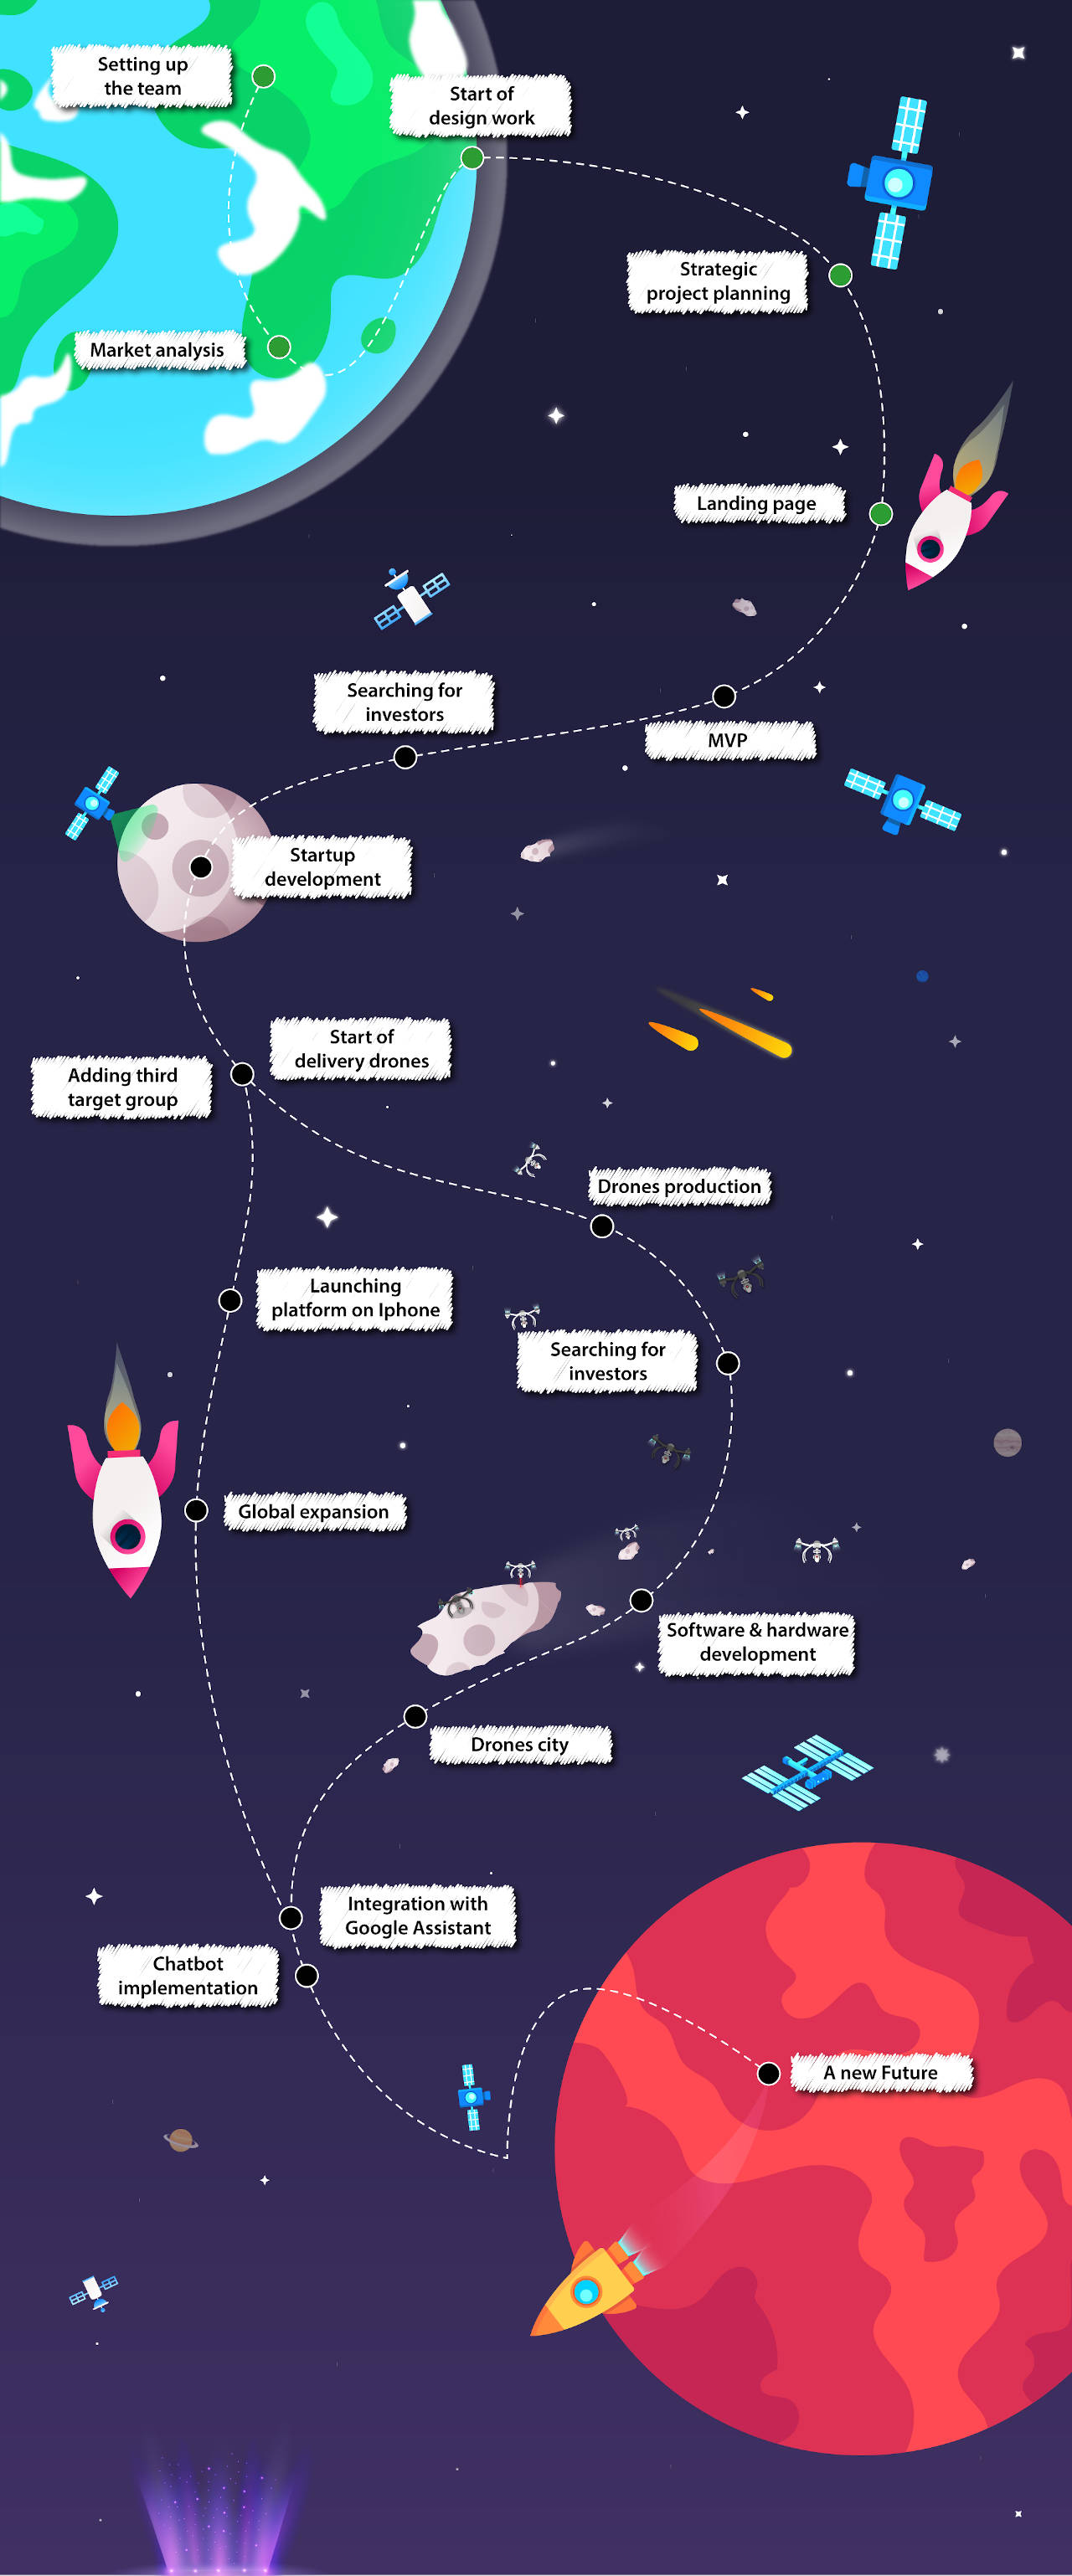 Setting up
the team
Start of
design work
Strategic
project planning
Market analysis
Landing page
Searching for
investors
MVP
Startup
development
Start of
delivery drones
Adding third
target group
Drones production
Launching
platform on Iphone
Searching for
investors
Global expansion
Software & hardware
development
Drones city
Integration with
Google Assistant
Chatbot
implementation
A new Future